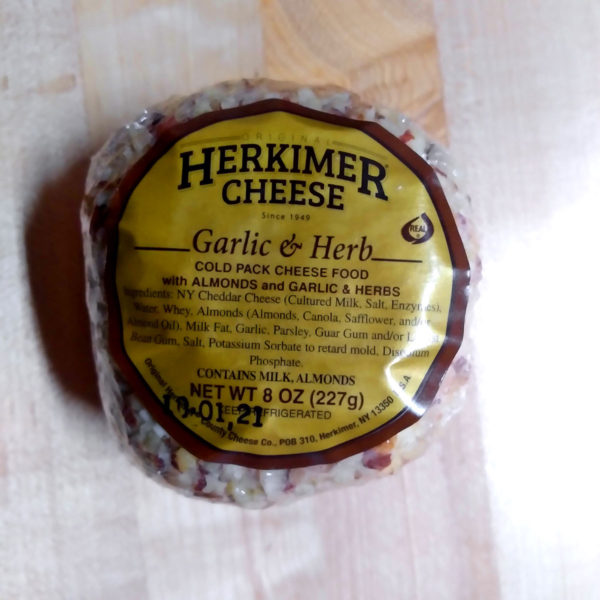 ORIGINAL
HERKIMER
CHEESE
Since 1949
REAL
Garlic & Herb
COLD PACK CHEESE FOOD
with ALMONDS and GARLIC & HERBS
Ingredients: NY Cheddar Cheese (Cultured Milk, Salt, Enzymes),
Water, Whey, Almonds (Almonds, Canola, Safflower, and/or
Almond Oil), Milk Fat, Garlic, Parsley, Guar Gum and/or
Bean Gum, Salt, Potassium Sorbate to retard mold,
Phosphate.
CONTAINS MILK, ALMONDS
NET WT 8 OZ (227g)
KEEP REFRIGERATED
01,21
Original County Cheese Co., POB 310, Herkimer, NY 13350 USA